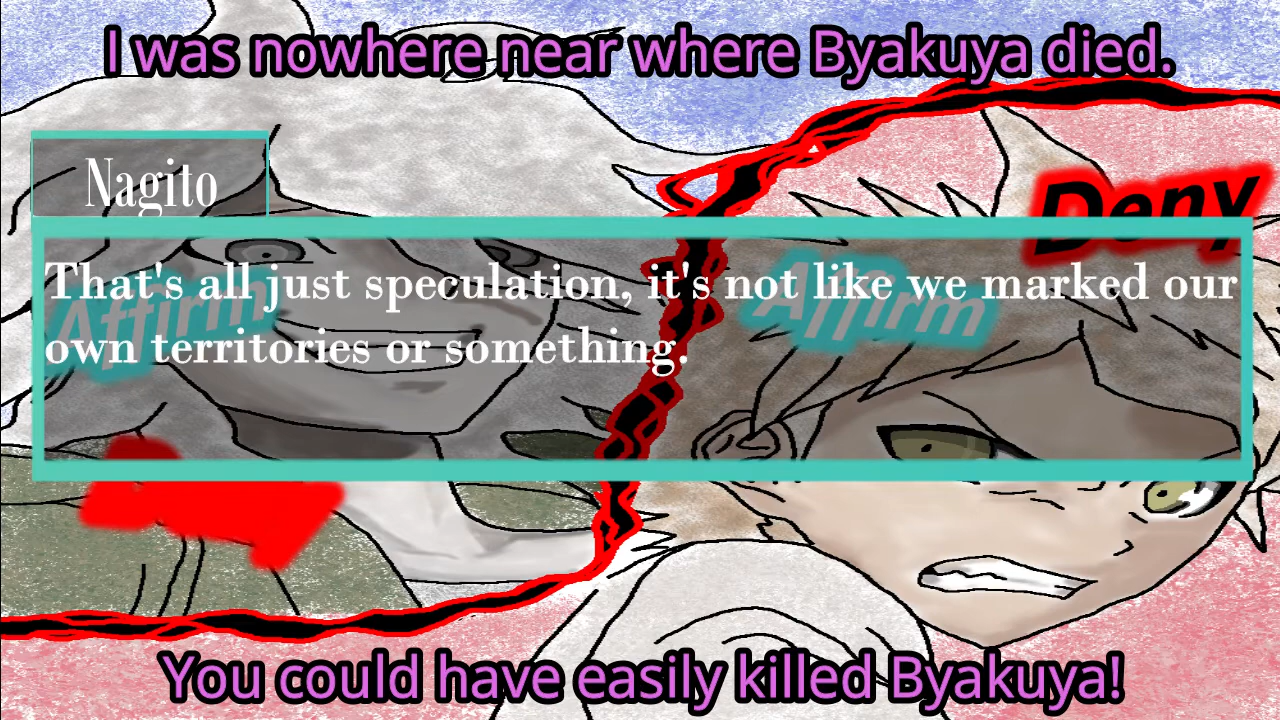 I was nowhere near where Byakuya died.
Nagito
Deny
That's all just speculation, it's not like we marked our
own territories or something.
Affirm
Affirm
You could have easily killed Byakuya!